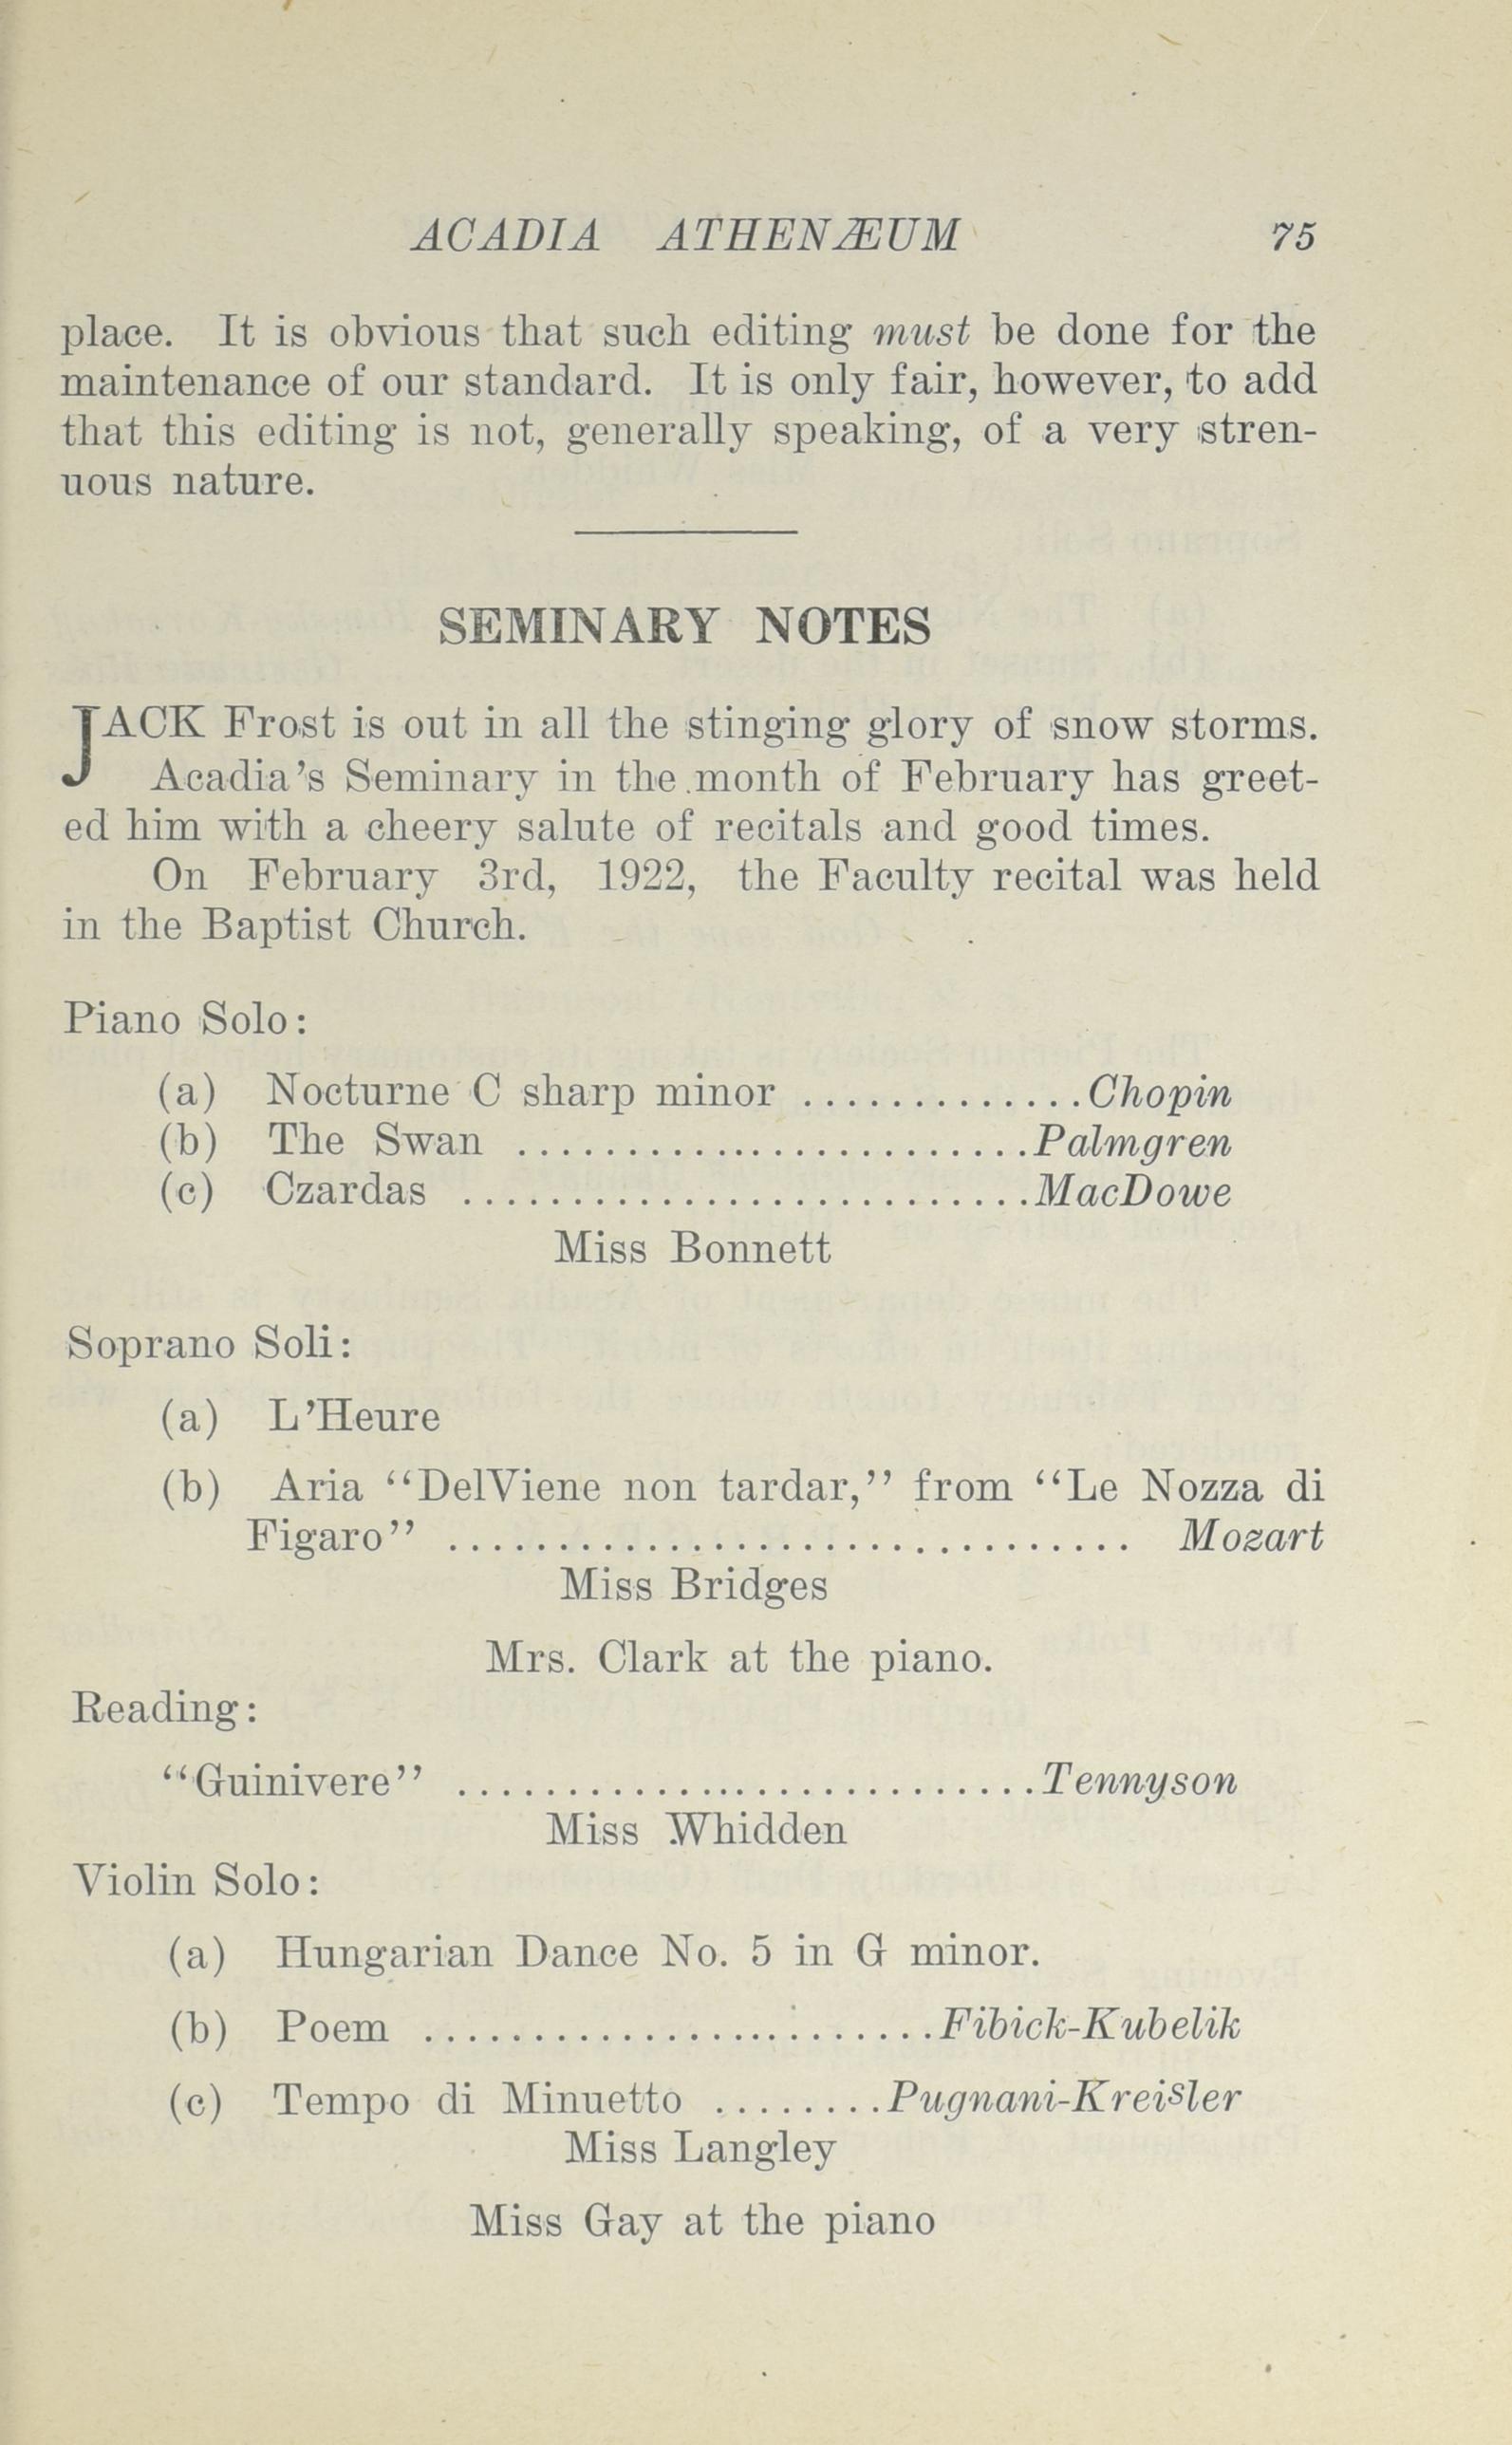 ACADIA ATHENÆUM 75
place. It is obvious that such editing must be done for the
maintenance of our standard. It is only fair, however, to add
that this editing is not, generally speaking, of a very stren-
uous nature.
SEMINARY NOTES
JACK Frost is out in all the stinging glory of snow storms.
Acadia's Seminary in the month of February has greet-
ed him with a cheery salute of recitals and good times.
On February 3rd, 1922, the Faculty recital was held
in the Baptist Church.
Piano Solo:
(a) Nocturne C sharp minor ..............Chopin
(b) The Swan ..........................Palmgren
(c) Czardas ............................MacDowe
Miss Bonnett
Soprano Soli:
(a) L'Heure
(b) Aria "DelViene non tardar," from "Le Nozza di
Figaro" ................................ Mozart
Miss Bridges
Mrs. Clark at the piano.
Reading:
"Guinivere" .............................Tennyson
Miss Whidden
Violin Solo:
(a) Hungarian Dance No. 5 in G minor.
(b) Poem .........................Fibick-Kubelik
(c) Tempo di Minuetto .........Pugnani-Kreisler
Miss Langley
Miss Gay at the piano